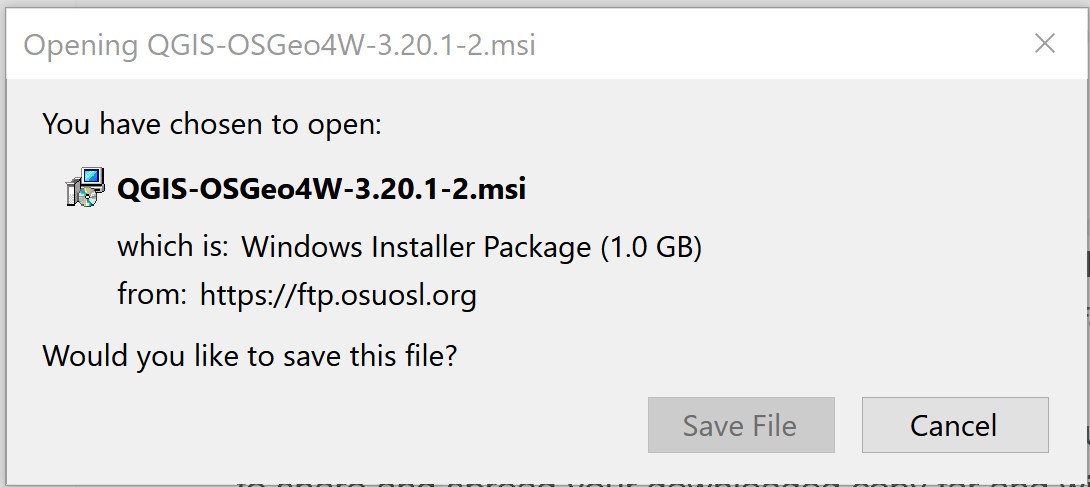 Opening QGIS-OSGeo4W-3.20.1-2.msi
You have chosen to open:
QGIS-OSGeo4W-3.20.1-2.msi
which is: Windows Installer Package (1.0 GB)
from: https://ftp.osuosl.org
Would you like to save this file?
Save File Cancel